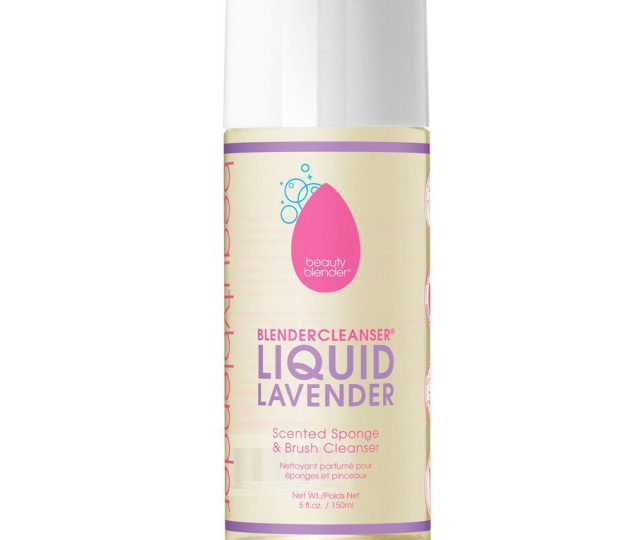 beauty
blender®
BLENDERCLEANSER®
LIQUID
LAVENDER
Scented Sponge
& Brush Cleanser
Nettoyant parfumé pour
éponges et pinceaux
Net Wt./Poids Net
5 fl.oz. / 150ml
beautyblender